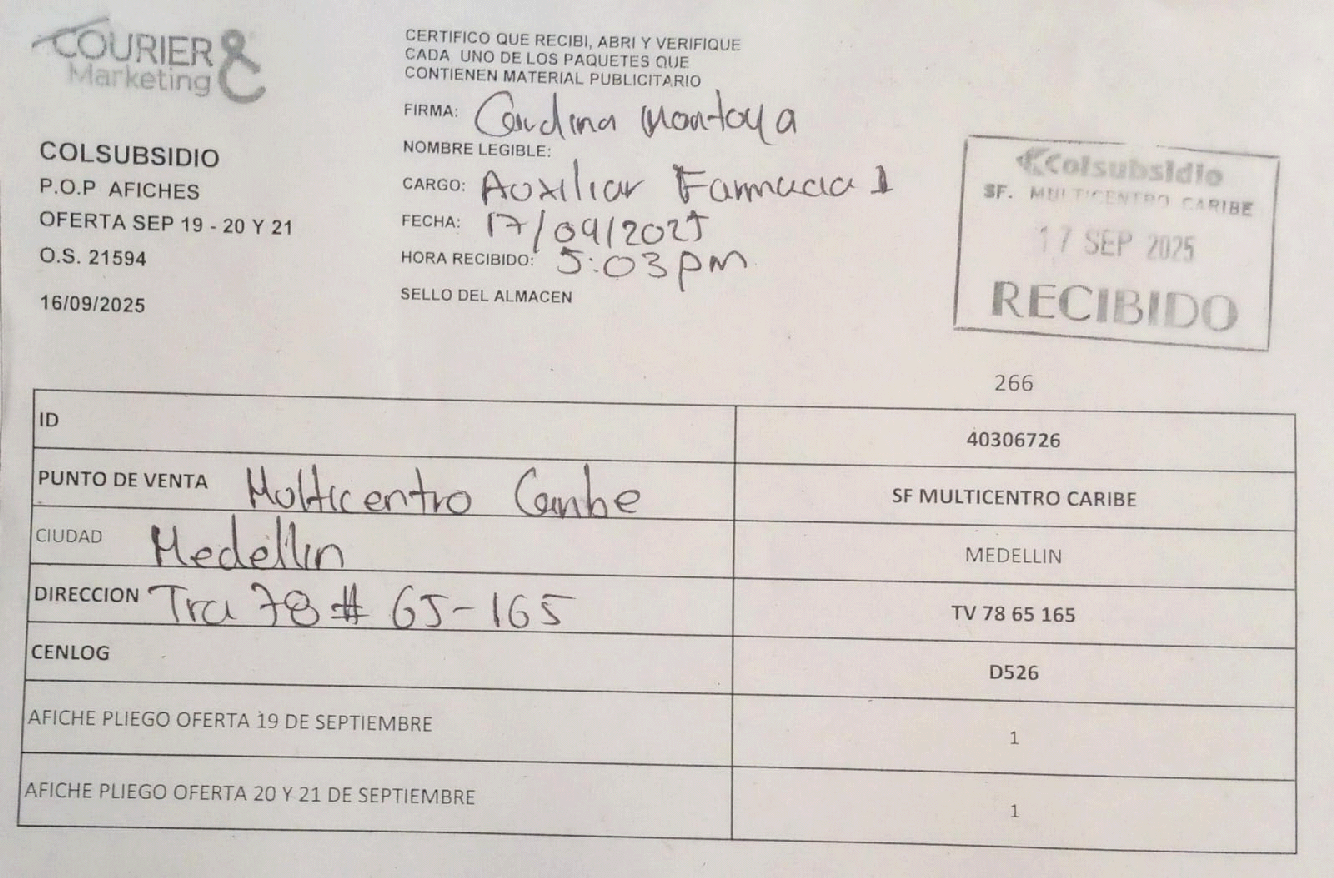 COURIER &
Marketing
COLSUBSIDIO
P.O.P AFICHES
OFERTA SEP 19 - 20 Y 21
O.S. 21594
16/09/2025
CERTIFICO QUE RECIBI, ABRI Y VERIFIQUE
CADA UNO DE LOS PAQUETES QUE
CONTIENEN MATERIAL PUBLICITARIO
FIRMA: Montoya
NOMBRE LEGIBLE:
CARGO: Auxiliar Farmacia 1
FECHA: 17/09/2025
HORA RECIBIDO: 5:03pm
SELLO DEL ALMACEN
Colsubsidio
SF. MULTICENTRO CARIBE
17 SEP 2025
RECIBIDO
266
ID 40306726
PUNTO DE VENTA Multicentro Caribe SF MULTICENTRO CARIBE
CIUDAD Medellin MEDELLIN
DIRECCION Tra 78 # 65-165 TV 78 65 165
CENLOG D526
AFICHE PLIEGO OFERTA 19 DE SEPTIEMBRE 1
AFICHE PLIEGO OFERTA 20 Y 21 DE SEPTIEMBRE 1